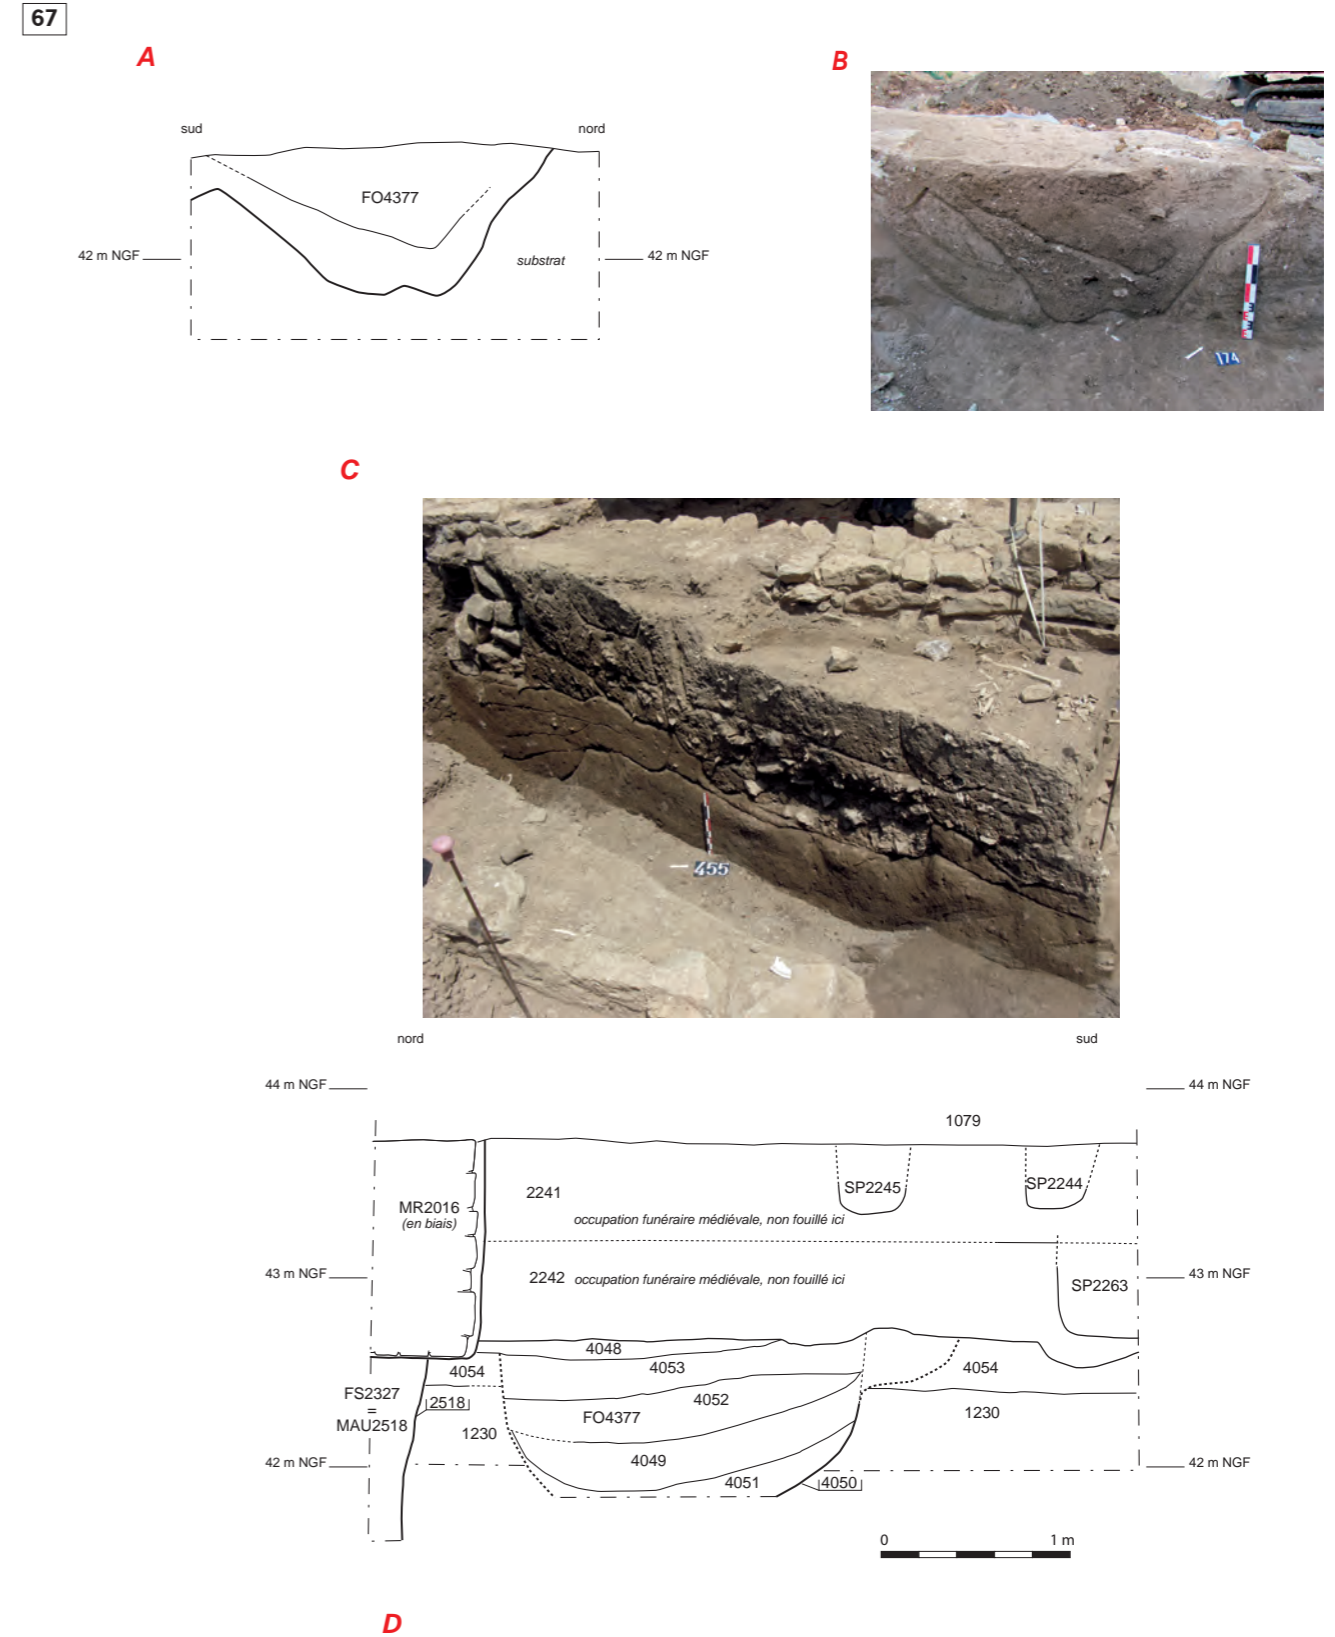 67
A
B
sud
nord
FO4377
42 m NGF
substrat
42 m NGF
174
C
455
nord
sud
44 m NGF
44 m NGF
1079
MR2016
(en biais)
2241
SP2245
SP2244
occupation funéraire médiévale, non fouillé ici
43 m NGF
2242 occupation funéraire médiévale, non fouillé ici
SP2263
43 m NGF
4048
4054
4053
4054
FS2327
=
MAU2518
2518
4052
FO4377
1230
1230
42 m NGF
4049
4051
4050
42 m NGF
0
1 m
D